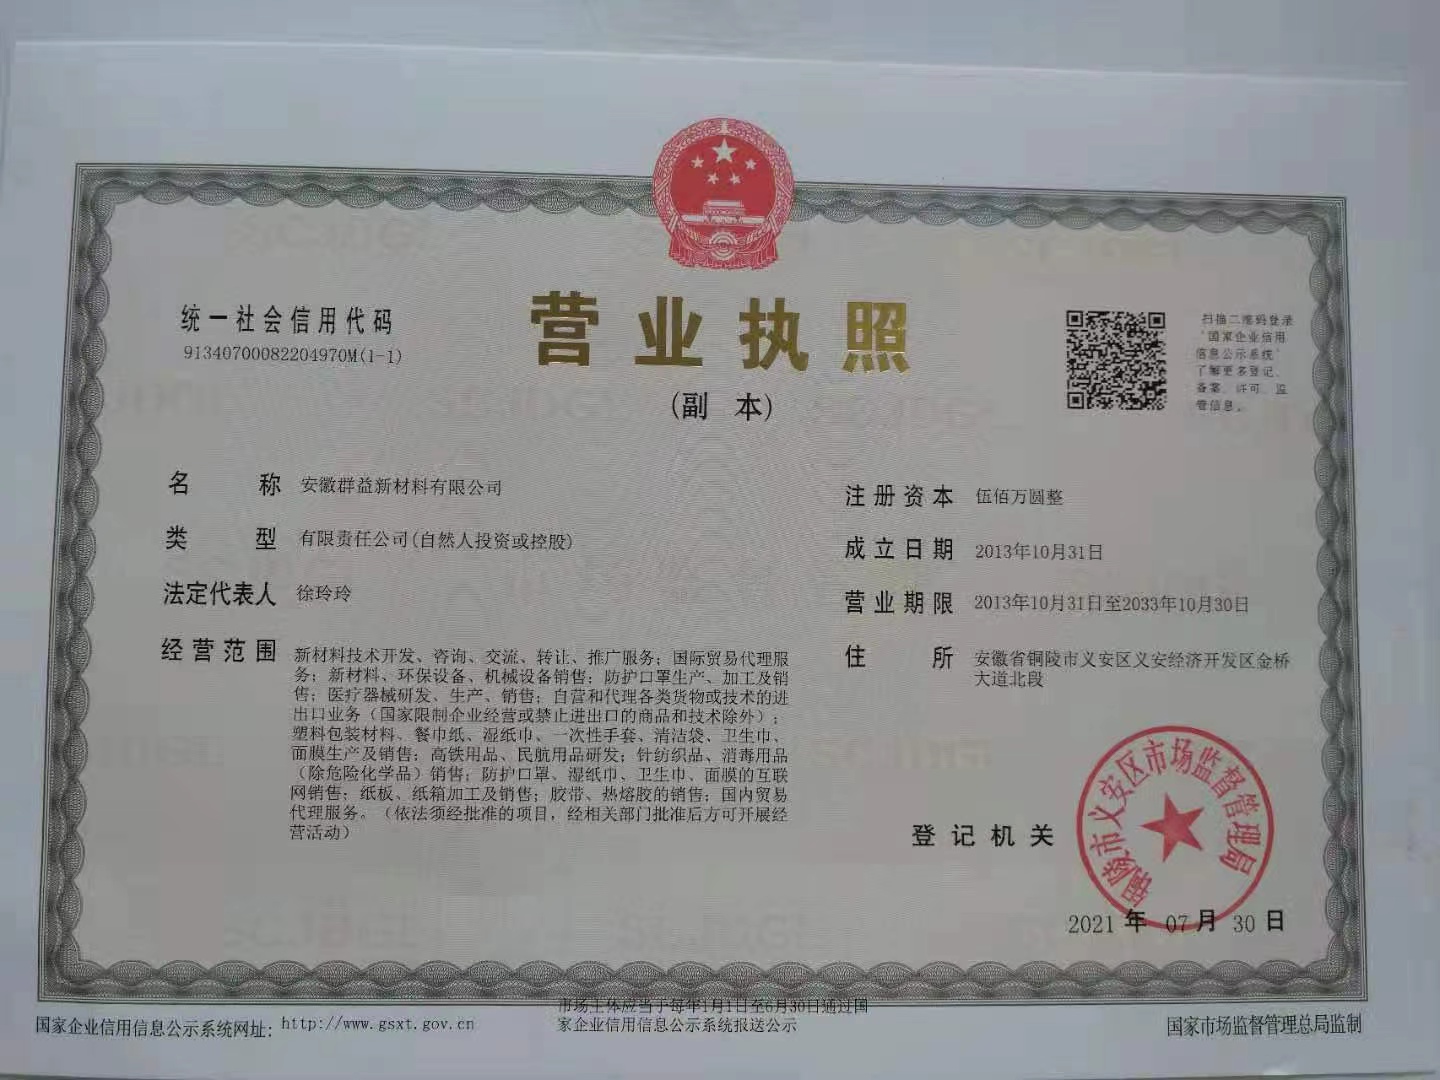 统一社会信用代码
91340700082204970M(1-1)
营业执照
(副 本)
扫描二维码登录
"国家企业信用
信息公示系统"
了解更多登记、
备案、许可、监
管信息。
名 称 安徽群益新材料有限公司
类 型 有限责任公司(自然人投资或控股)
法定代表人 徐玲玲
经营范围 新材料技术开发、咨询、交流、转让、推广服务；国际贸易代理服
务；新材料、环保设备、机械设备销售；防护口罩生产、加工及销
售；医疗器械研发、生产、销售；自营和代理各类货物或技术的进
出口业务（国家限制企业经营或禁止进出口的商品和技术除外）；
塑料包装材料、餐巾纸、湿纸巾、一次性手套、清洁袋、卫生巾、
面膜生产及销售；高铁用品、民航用品研发；针纺织品、消毒用品
（除危险化学品）销售；防护口罩、湿纸巾、卫生巾、面膜的互联
网销售；纸板、纸箱加工及销售；胶带、热熔胶的销售；国内贸易
代理服务。（依法须经批准的项目，经相关部门批准后方可开展经
营活动）
注册资本 伍佰万圆整
成立日期 2013年10月31日
营业期限 2013年10月31日至2033年10月30日
住 所 安徽省铜陵市义安区义安经济开发区金桥
大道北段
登记机关
铜陵市义安区市场监督管理局
2021 年 07 月 30 日
国家企业信用信息公示系统网址：http://www.gsxt.gov.cn
市场主体应当于每年1月1日至6月30日通过国
家企业信用信息公示系统报送公示
国家市场监督管理总局监制